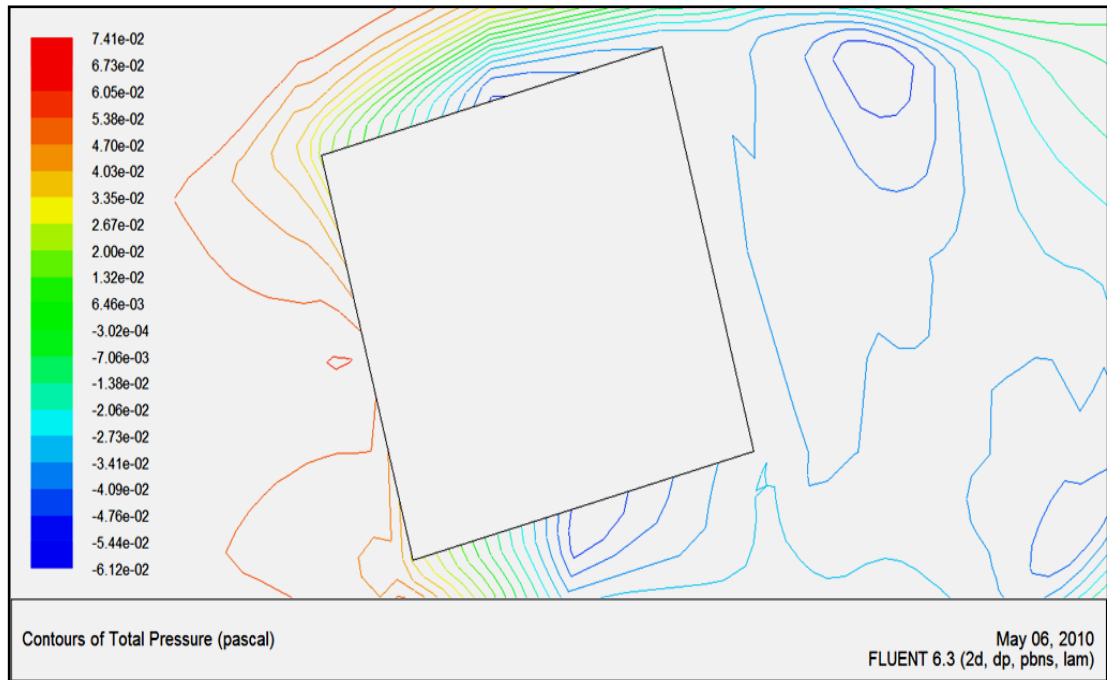 7.41e-02
6.73e-02
6.05e-02
5.38e-02
4.70e-02
4.03e-02
3.35e-02
2.67e-02
2.00e-02
1.32e-02
6.46e-03
-3.02e-04
-7.06e-03
-1.38e-02
-2.06e-02
-2.73e-02
-3.41e-02
-4.09e-02
-4.76e-02
-5.44e-02
-6.12e-02
Contours of Total Pressure (pascal)
May 06, 2010
FLUENT 6.3 (2d, dp, pbns, lam)